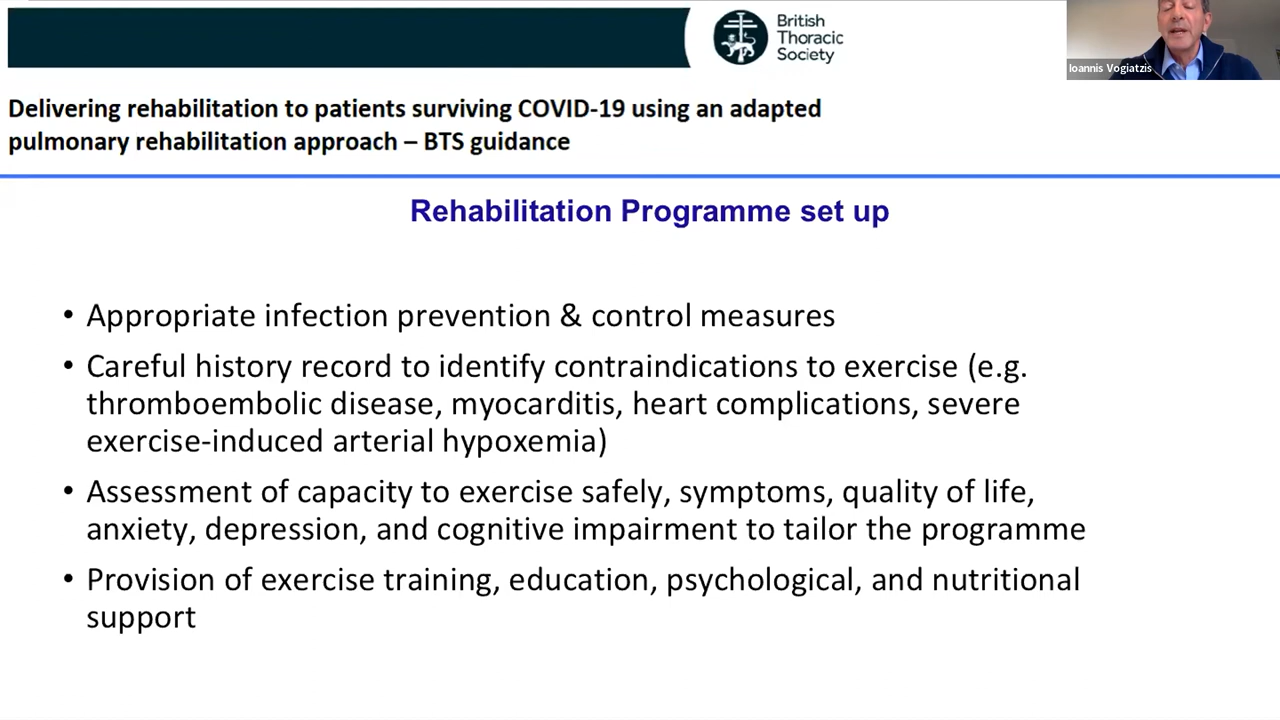 British
Thoracic
Society
Ioannis Vogiatzis
Delivering rehabilitation to patients surviving COVID-19 using an adapted
pulmonary rehabilitation approach – BTS guidance
Rehabilitation Programme set up
• Appropriate infection prevention & control measures
• Careful history record to identify contraindications to exercise (e.g.
thromboembolic disease, myocarditis, heart complications, severe
exercise-induced arterial hypoxemia)
• Assessment of capacity to exercise safely, symptoms, quality of life,
anxiety, depression, and cognitive impairment to tailor the programme
• Provision of exercise training, education, psychological, and nutritional
support